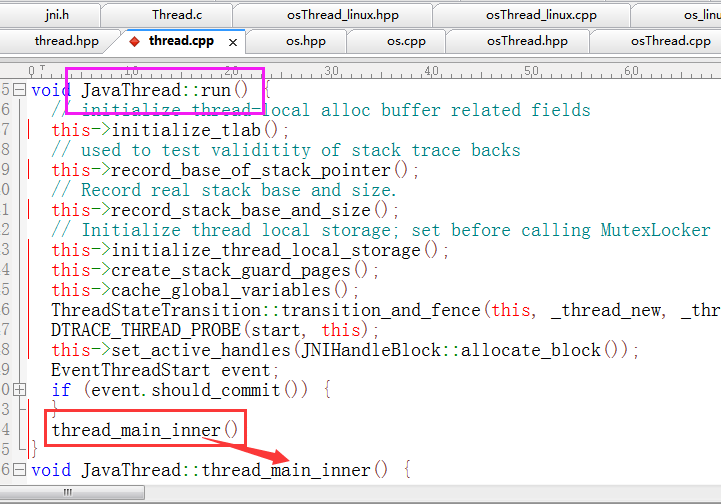 jni.h Thread.c osThread_linux.hpp osThread_linux.cpp os_linu
thread.hpp thread.cpp × os.hpp os.cpp osThread.hpp osThread.cpp
0 10 20 30 40 50 60
5 void JavaThread::run() {
6 // initialize thread-local alloc buffer related fields
7 this->initialize_tlab();
8 // used to test validitity of stack trace backs
9 this->record_base_of_stack_pointer();
0 // Record real stack base and size.
1 this->record_stack_base_and_size();
2 // Initialize thread local storage; set before calling MutexLocker
3 this->initialize_thread_local_storage();
4 this->create_stack_guard_pages();
5 this->cache_global_variables();
6 ThreadStateTransition::transition_and_fence(this, _thread_new, _thr
7 DTRACE_THREAD_PROBE(start, this);
8 this->set_active_handles(JNIHandleBlock::allocate_block());
9 EventThreadStart event;
0 if (event.should_commit()) {
3 }
4 thread_main_inner()
5 }
6 void JavaThread::thread_main_inner() {